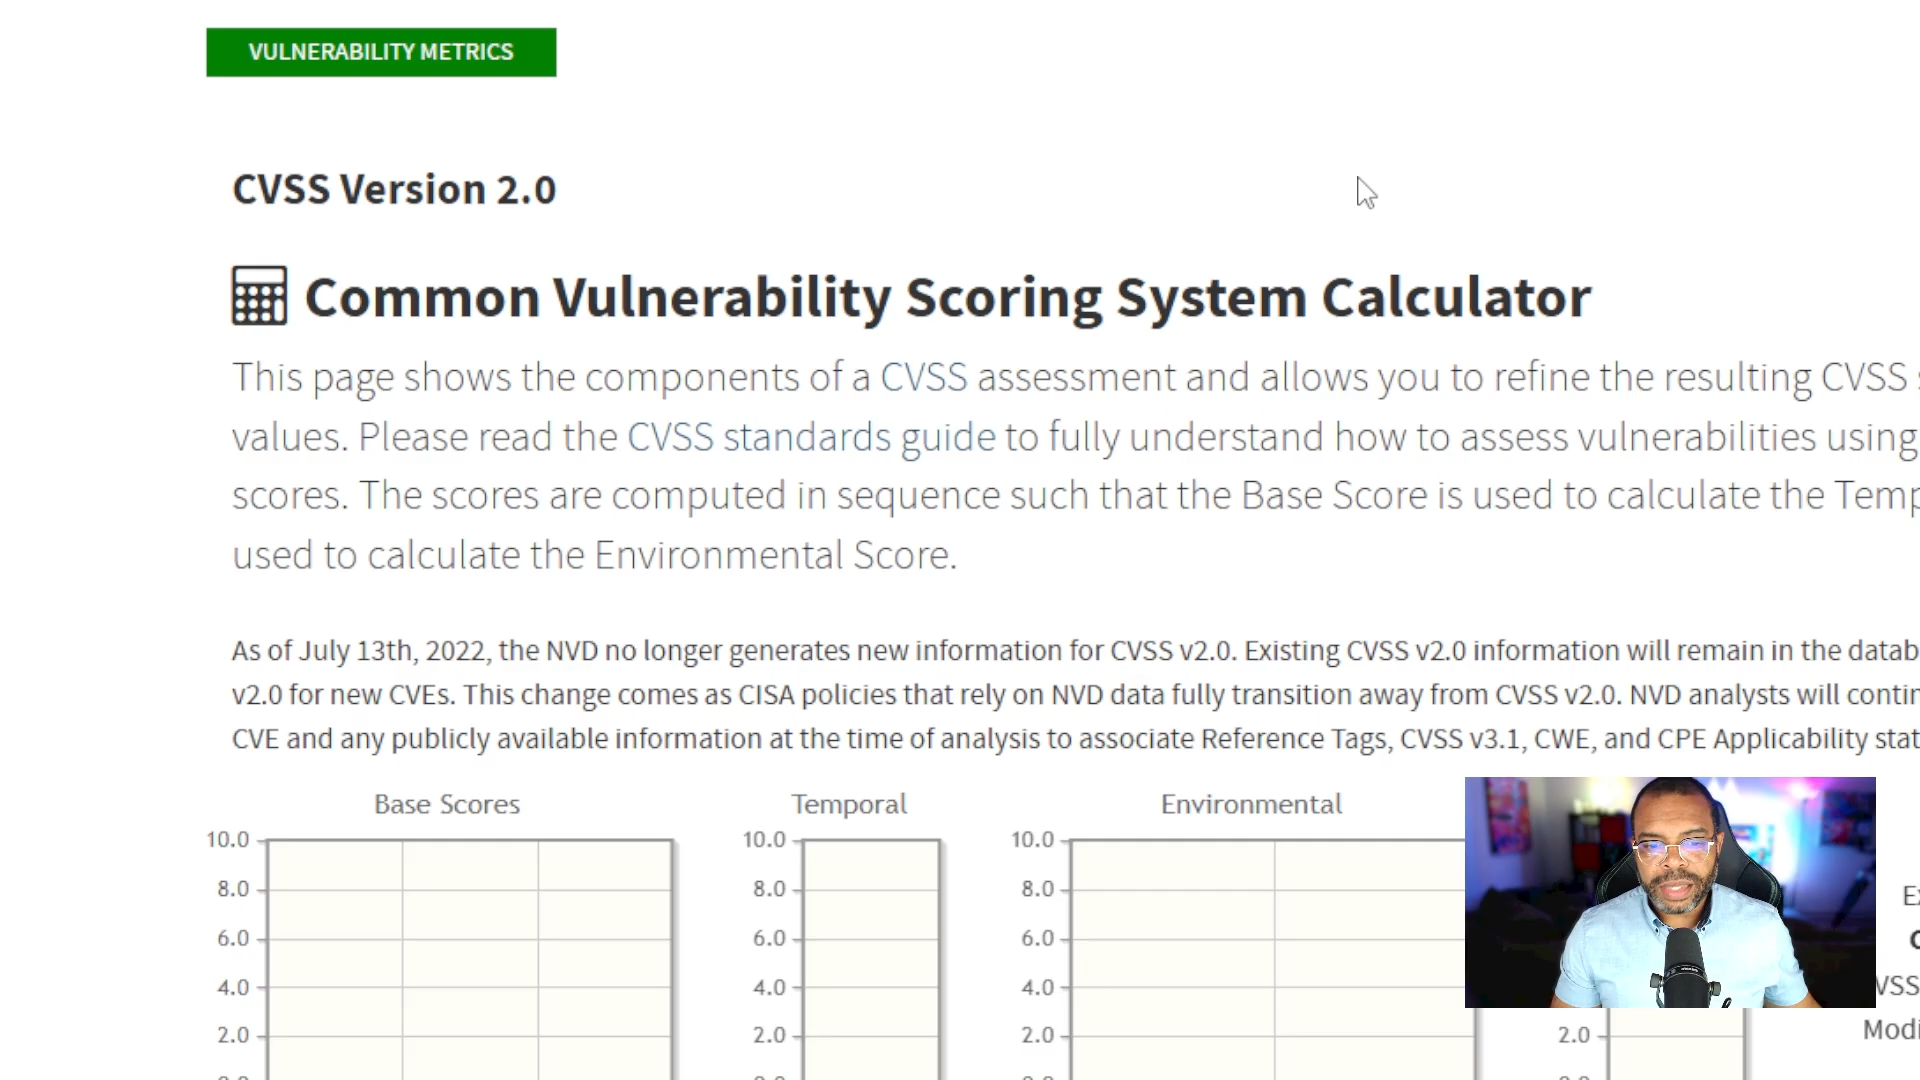 VULNERABILITY METRICS
CVSS Version 2.0
Common Vulnerability Scoring System Calculator
This page shows the components of a CVSS assessment and allows you to refine the resulting CVSS
values. Please read the CVSS standards guide to fully understand how to assess vulnerabilities using
scores. The scores are computed in sequence such that the Base Score is used to calculate the Temp
used to calculate the Environmental Score.
As of July 13th, 2022, the NVD no longer generates new information for CVSS v2.0. Existing CVSS v2.0 information will remain in the datab
v2.0 for new CVEs. This change comes as CISA policies that rely on NVD data fully transition away from CVSS v2.0. NVD analysts will contin
CVE and any publicly available information at the time of analysis to associate Reference Tags, CVSS v3.1, CWE, and CPE Applicability stat
Base Scores Temporal Environmental
10.0 10.0 10.0
8.0 8.0 8.0
6.0 6.0 6.0
4.0 4.0 4.0 VSS
2.0 2.0 2.0 2.0 Modi